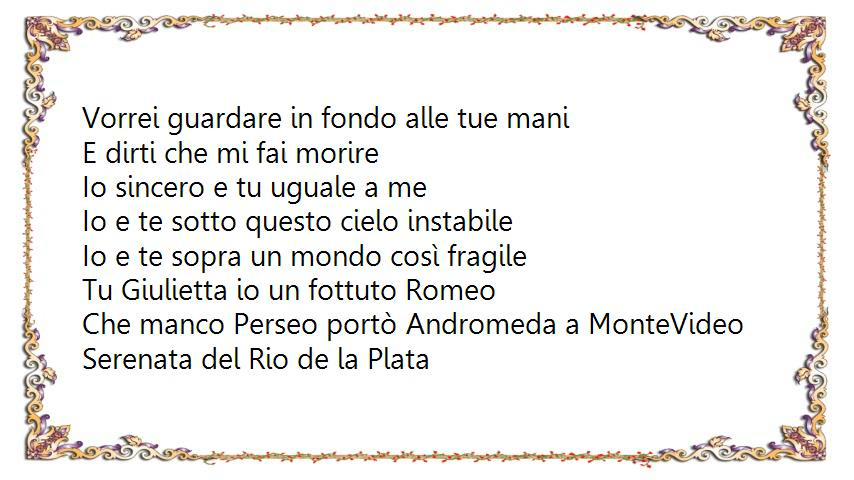 Vorrei guardare in fondo alle tue mani
E dirti che mi fai morire
Io sincero e tu uguale a me
Io e te sotto questo cielo instabile
Io e te sopra un mondo così fragile
Tu Giulietta io un fottuto Romeo
Che manco Perseo portò Andromeda a MonteVideo
Serenata del Rio de la Plata